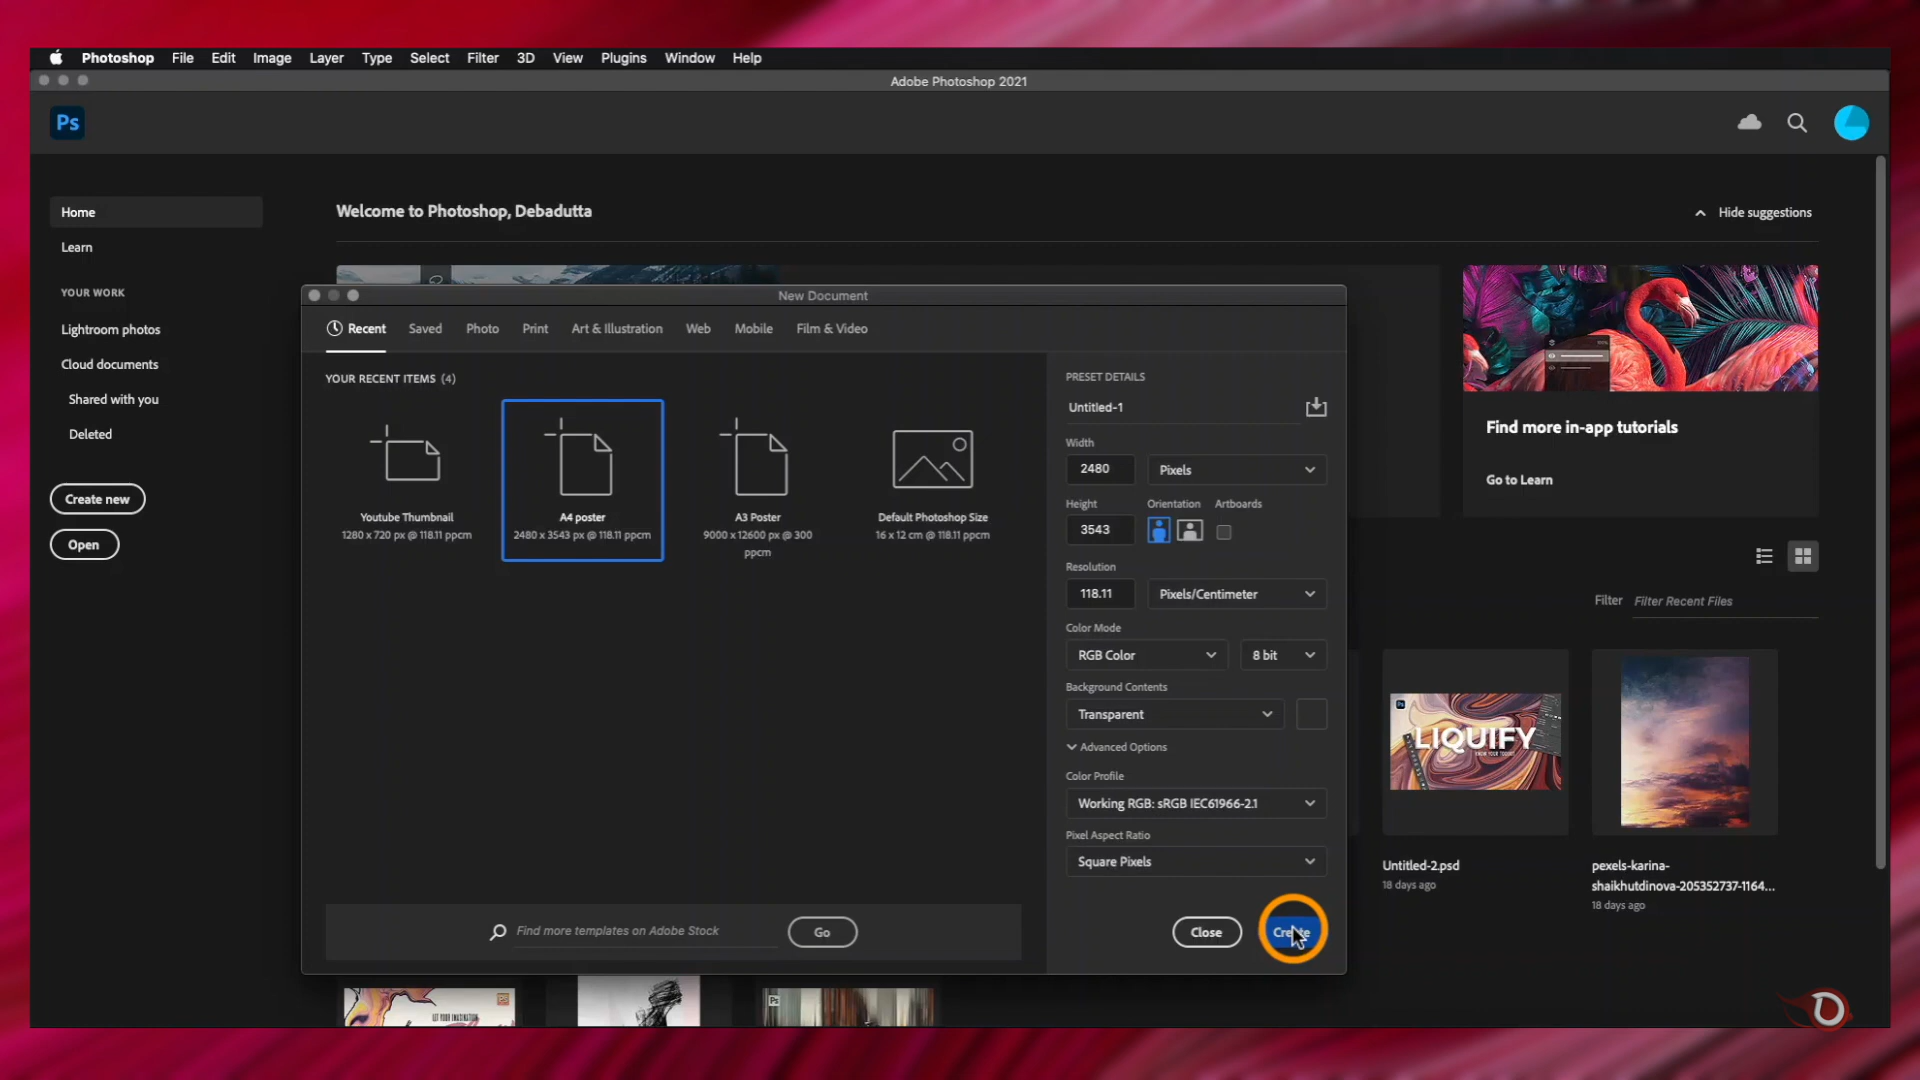 Photoshop File Edit Image Layer Type Select Filter 3D View Plugins Window Help
Adobe Photoshop 2021
Ps
Home
Learn
YOUR WORK
Lightroom photos
Cloud documents
Shared with you
Deleted
Create new
Open
Welcome to Photoshop, Debadutta
Hide suggestions
New Document
Recent Saved Photo Print Art & Illustration Web Mobile Film & Video
YOUR RECENT ITEMS (4)
Youtube Thumbnail
1280 x 720 px @ 118.11 ppcm
A4 poster
2480 x 3543 px @ 118.11 ppcm
A3 Poster
9000 x 12600 px @ 300
ppcm
Default Photoshop Size
16 x 12 cm @ 118.11 ppcm
PRESET DETAILS
Untitled-1
Width
2480 Pixels
Height Orientation Artboards
3543
Resolution
118.11 Pixels/Centimeter
Color Mode
RGB Color 8 bit
Background Contents
Transparent
Advanced Options
Color Profile
Working RGB: sRGB IEC61966-2.1
Pixel Aspect Ratio
Square Pixels
Find more templates on Adobe Stock Go
Close Create
Find more in-app tutorials
Go to Learn
Filter Filter Recent Files
LIQUIFY
KNOW YOUR TOOLS
Untitled-2.psd
18 days ago
pexels-karina-
shaikhutdinova-205352737-1164...
18 days ago
LET YOUR IMAGINATION
Ps
D